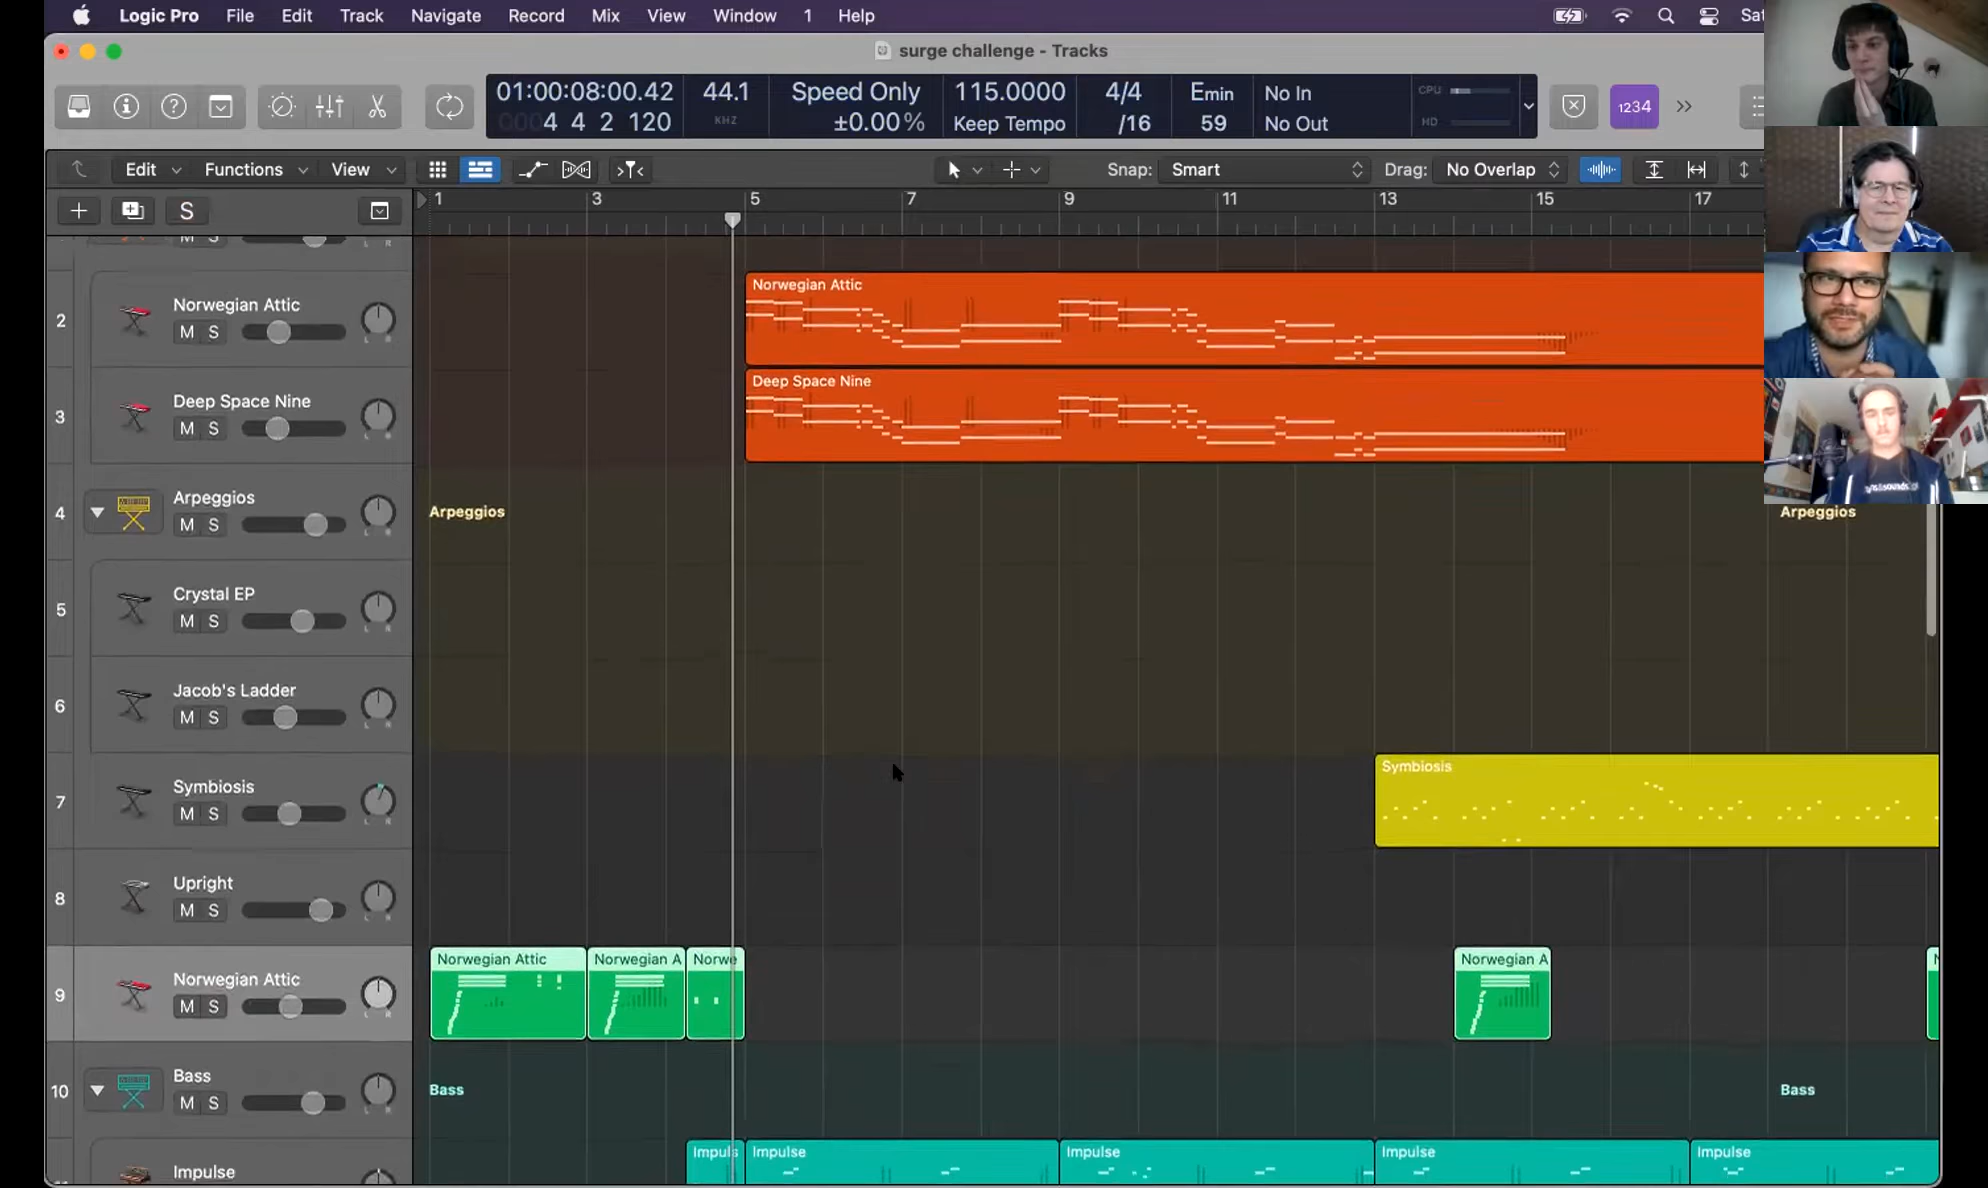 Logic Pro File Edit Track Navigate Record Mix View Window 1 Help
surge challenge - Tracks
01:00:08:00.42 44.1 Speed Only 115.0000 4/4 Emin No In CPU
4 4 2 120 KHZ ±0.00% Keep Tempo /16 59 No Out HD
1234
Edit Functions View Snap: Smart Drag: No Overlap
S
1 3 5 7 9 11 13 15 17
M S
L R
2 Norwegian Attic
M S
L R
Norwegian Attic
3 Deep Space Nine
M S
L R
Deep Space Nine
4 Arpeggios
M S
L R
Arpeggios Arpeggios
5 Crystal EP
M S
L R
6 Jacob's Ladder
M S
L R
7 Symbiosis
M S
L R
Symbiosis
8 Upright
M S
L R
9 Norwegian Attic
M S
L R
Norwegian Attic Norwegian A Norwe Norwegian A
10 Bass
M S
L R
Bass Bass
Impulse
Impuls Impulse Impulse Impulse Impulse